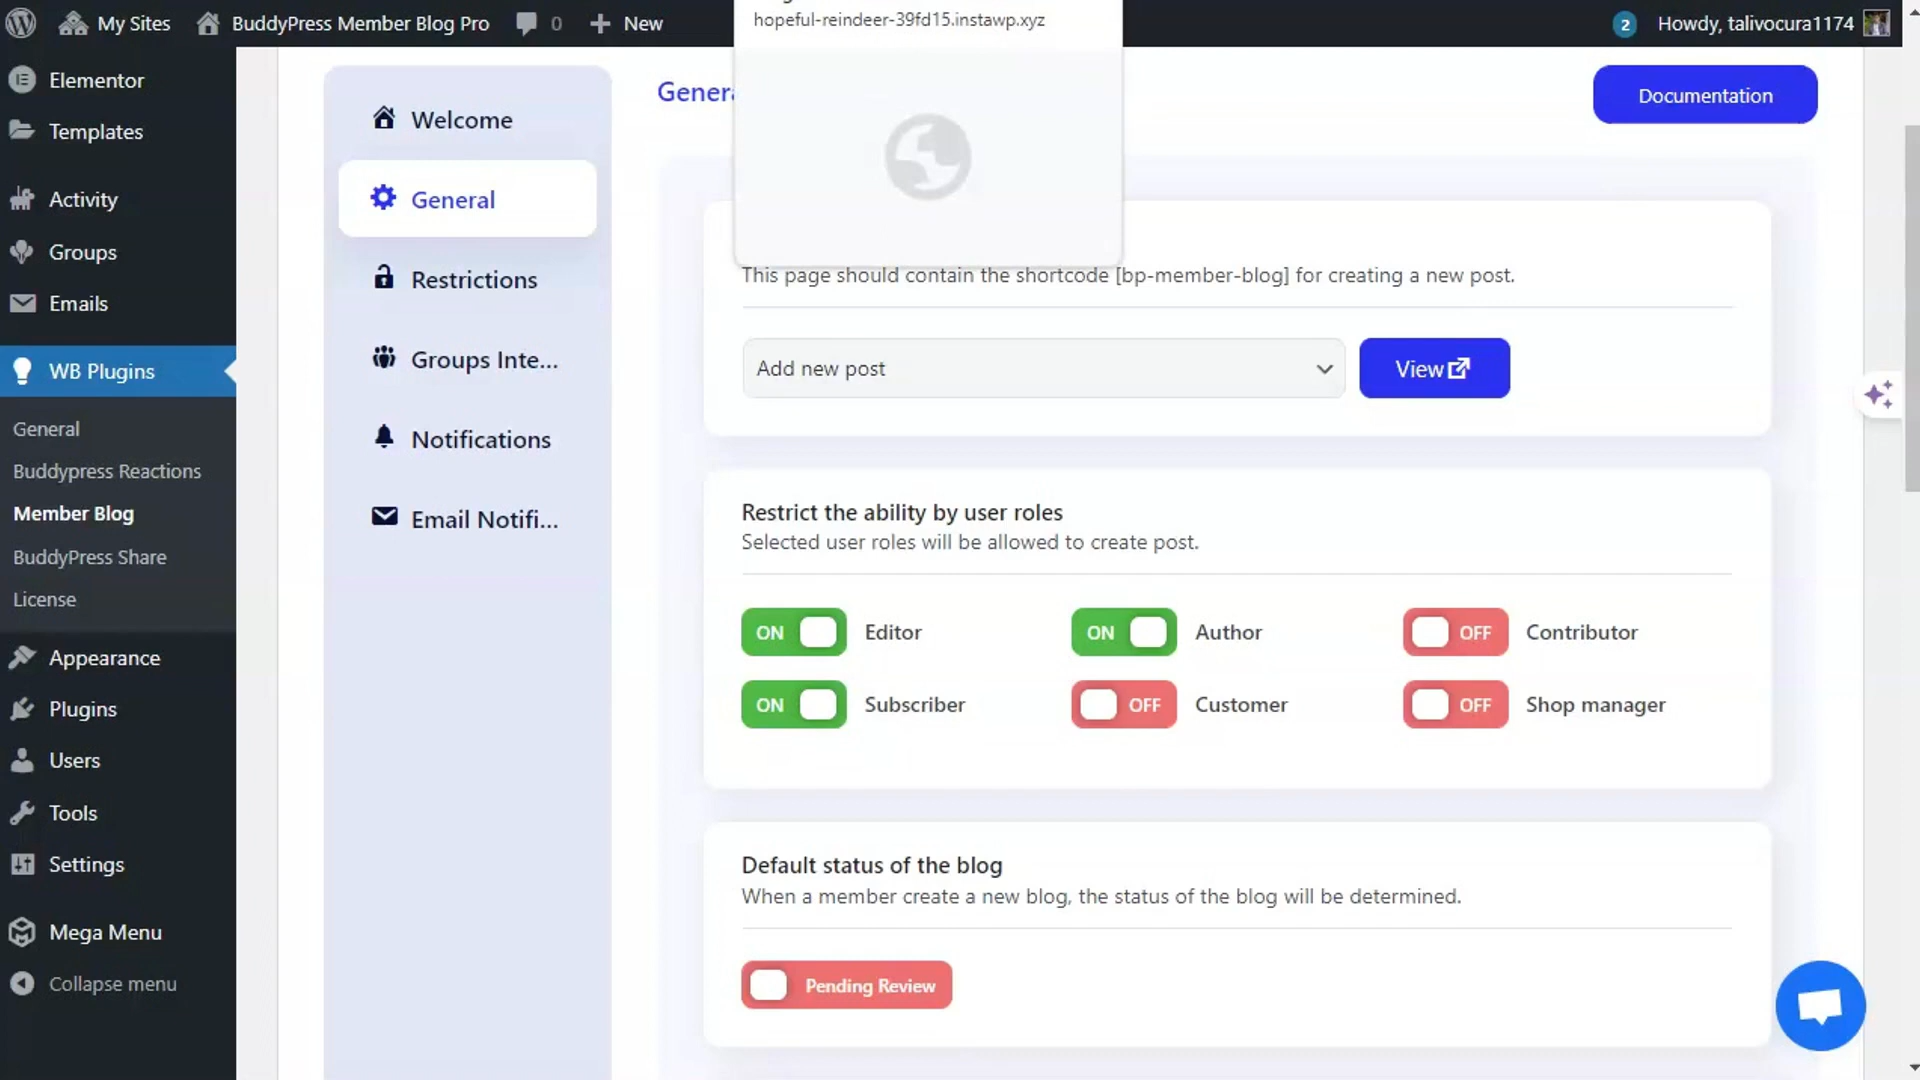 My Sites
BuddyPress Member Blog Pro
0
New
hopeful-reindeer-39fd15.instawp.xyz
2
Howdy, talivocura1174
Elementor
Templates
Activity
Groups
Emails
WB Plugins
General
Buddypress Reactions
Member Blog
BuddyPress Share
License
Appearance
Plugins
Users
Tools
Settings
Mega Menu
Collapse menu
Welcome
General
Restrictions
Groups Inte...
Notifications
Email Notifi...
Documentation
This page should contain the shortcode [bp-member-blog] for creating a new post.
Add new post
View
Restrict the ability by user roles
Selected user roles will be allowed to create post.
ON Editor
ON Author
OFF Contributor
ON Subscriber
OFF Customer
OFF Shop manager
Default status of the blog
When a member create a new blog, the status of the blog will be determined.
Pending Review